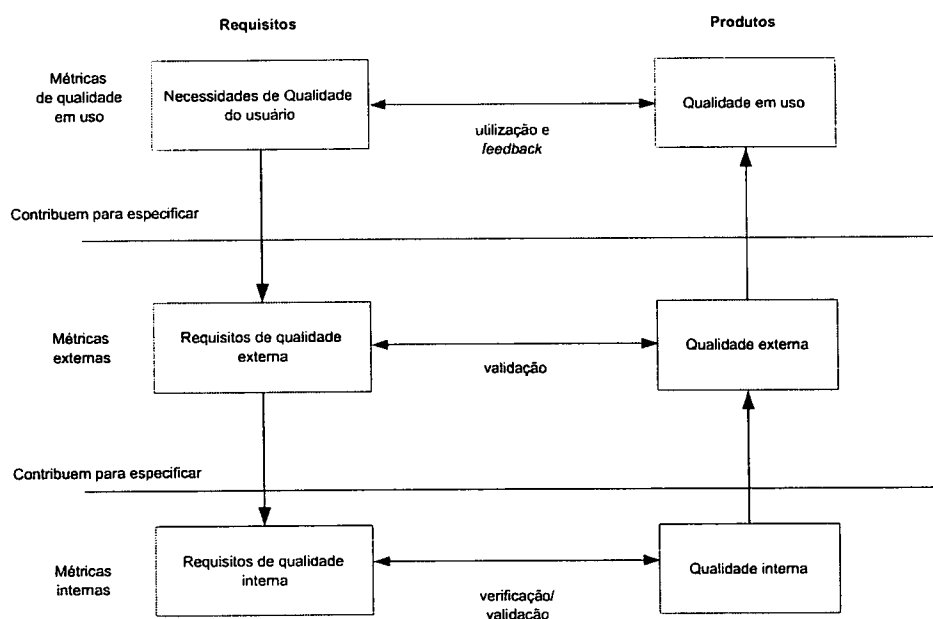 Requisitos
Produtos
Métricas
de qualidade
em uso
Necessidades de Qualidade
do usuário
Qualidade em uso
utilização e
feedback
Contribuem para especificar
Métricas
externas
Requisitos de qualidade
externa
Qualidade externa
validação
Contribuem para especificar
Métricas
internas
Requisitos de qualidade
interna
Qualidade interna
verificação/
validação